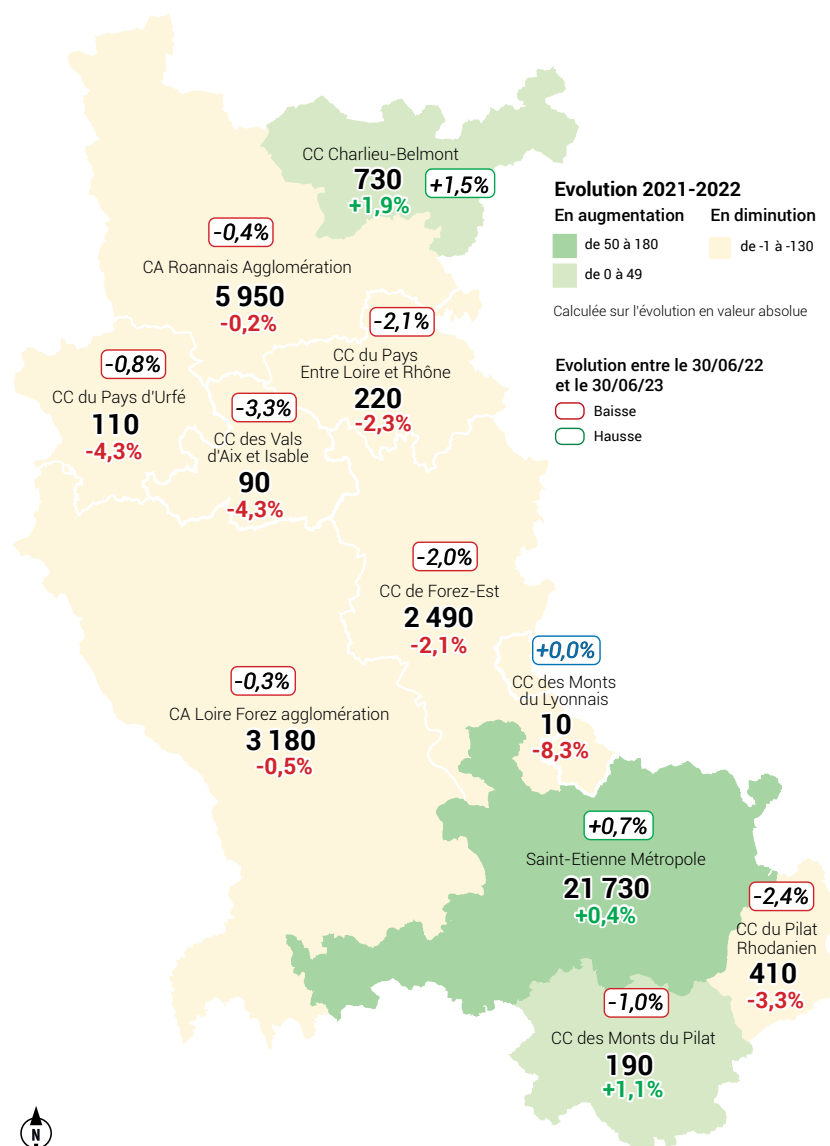 CC Charlieu-Belmont
730
+1,5%
+1,9%
Evolution 2021-2022
En augmentation
En diminution
de 50 à 180
de -1 à -130
de 0 à 49
Calculée sur l'évolution en valeur absolue
Evolution entre le 30/06/22
et le 30/06/23
Baisse
Hausse
-0,4%
CA Roannais Agglomération
5 950
-0,2%
-2,1%
CC du Pays
Entre Loire et Rhône
220
-2,3%
-0,8%
CC du Pays d'Urfé
110
-4,3%
-3,3%
CC des Vals
d'Aix et Isable
90
-4,3%
-2,0%
CC de Forez-Est
2 490
-2,1%
+0,0%
CC des Monts
du Lyonnais
10
-8,3%
-0,3%
CA Loire Forez agglomération
3 180
-0,5%
+0,7%
Saint-Etienne Métropole
21 730
+0,4%
-2,4%
CC du Pilat
Rhodanien
410
-3,3%
-1,0%
CC des Monts du Pilat
190
+1,1%
N